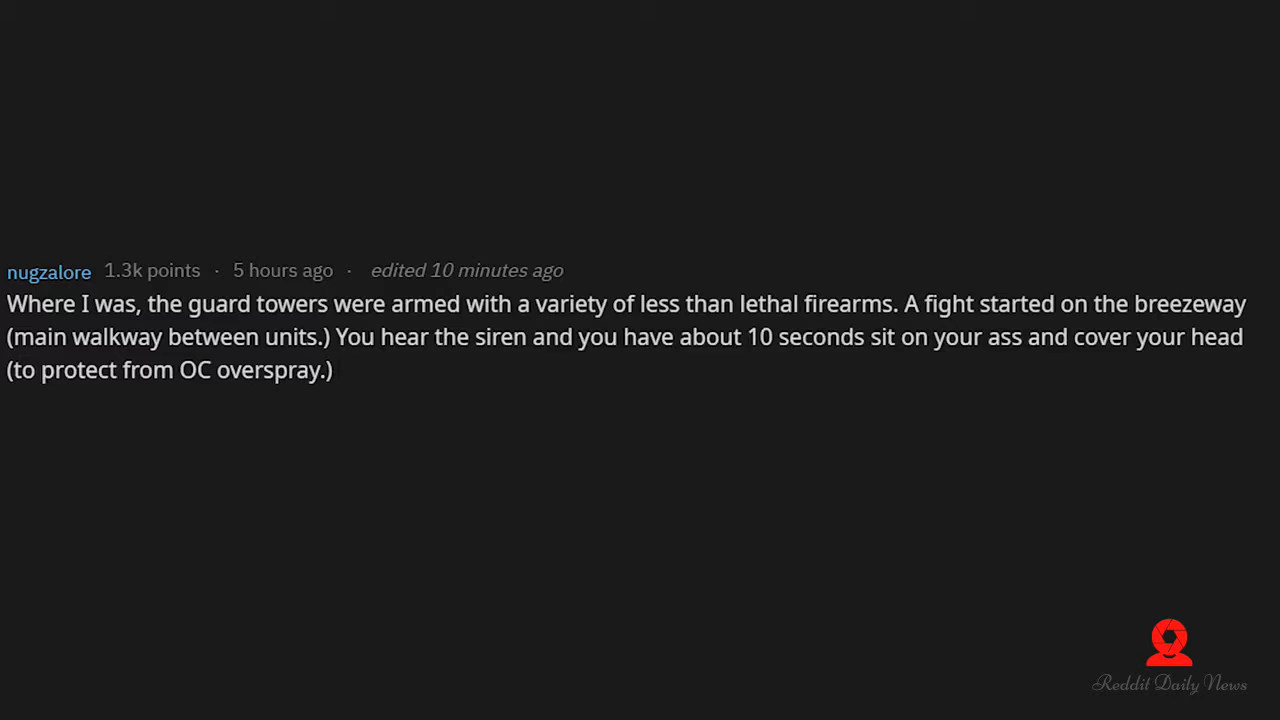 nugzalore 1.3k points · 5 hours ago · edited 10 minutes ago
Where I was, the guard towers were armed with a variety of less than lethal firearms. A fight started on the breezeway
(main walkway between units.) You hear the siren and you have about 10 seconds sit on your ass and cover your head
(to protect from OC overspray.)
Reddit Daily News